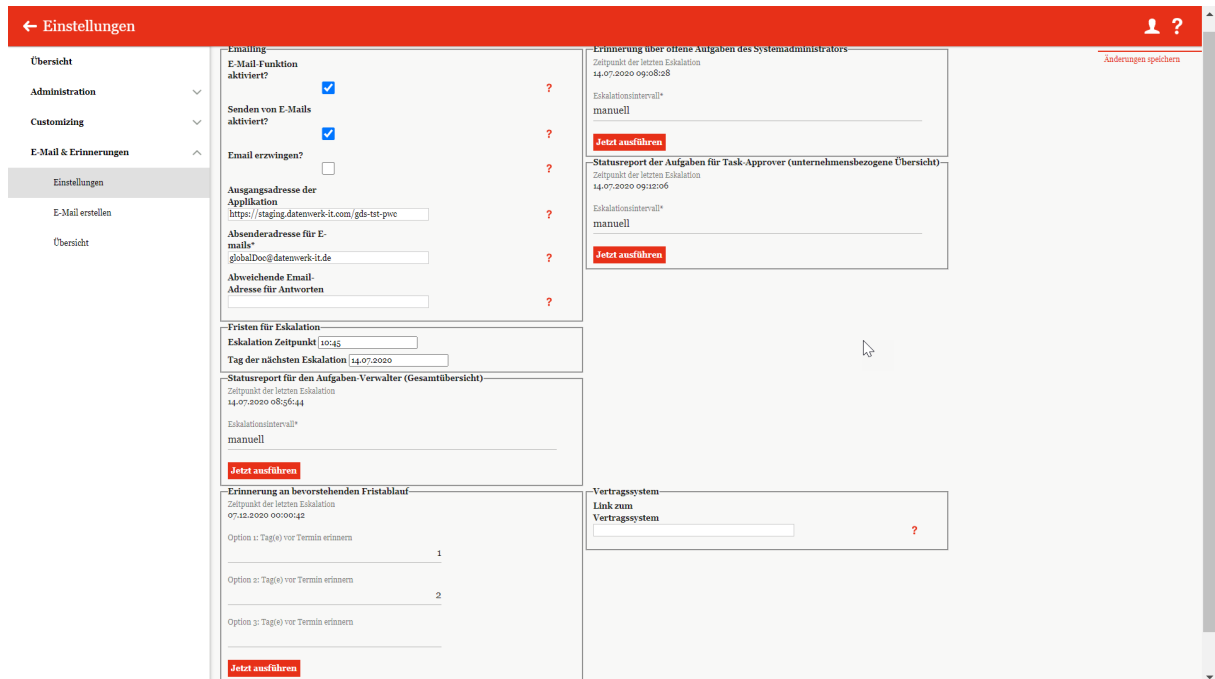 ← Einstellungen
?
Übersicht
Administration
Customizing
E-Mail & Erinnerungen
Einstellungen
E-Mail erstellen
Übersicht
Emailing
E-Mail-Funktion
aktiviert?
?
Senden von E-Mails
aktiviert?
?
Email erzwingen?
?
Ausgangsadresse der
Applikation
https://staging.datenwerk-it.com/gds-tst-pwc
?
Absenderadresse für E-
mails*
globalDoc@datenwerk-it.de
?
Abweichende Email-
Adresse für Antworten
?
Fristen für Eskalation
Eskalation Zeitpunkt 10:45
Tag der nächsten Eskalation 14.07.2020
Statusreport für den Aufgaben-Verwalter (Gesamtübersicht)
Zeitpunkt der letzten Eskalation
14.07.2020 08:56:44
Eskalationsintervall*
manuell
Jetzt ausführen
Erinnerung an bevorstehenden Fristablauf
Zeitpunkt der letzten Eskalation
07.12.2020 00:00:42
Option 1: Tag(e) vor Termin erinnern
1
Option 2: Tag(e) vor Termin erinnern
2
Option 3: Tag(e) vor Termin erinnern
Jetzt ausführen
Erinnerung über offene Aufgaben des Systemadministrators
Zeitpunkt der letzten Eskalation
14.07.2020 09:08:28
Eskalationsintervall*
manuell
Jetzt ausführen
Statusreport der Aufgaben für Task-Approver (unternehmensbezogene Übersicht)
Zeitpunkt der letzten Eskalation
14.07.2020 09:12:06
Eskalationsintervall*
manuell
Jetzt ausführen
Vertragssystem
Link zum
Vertragssystem
?
Änderungen speichern